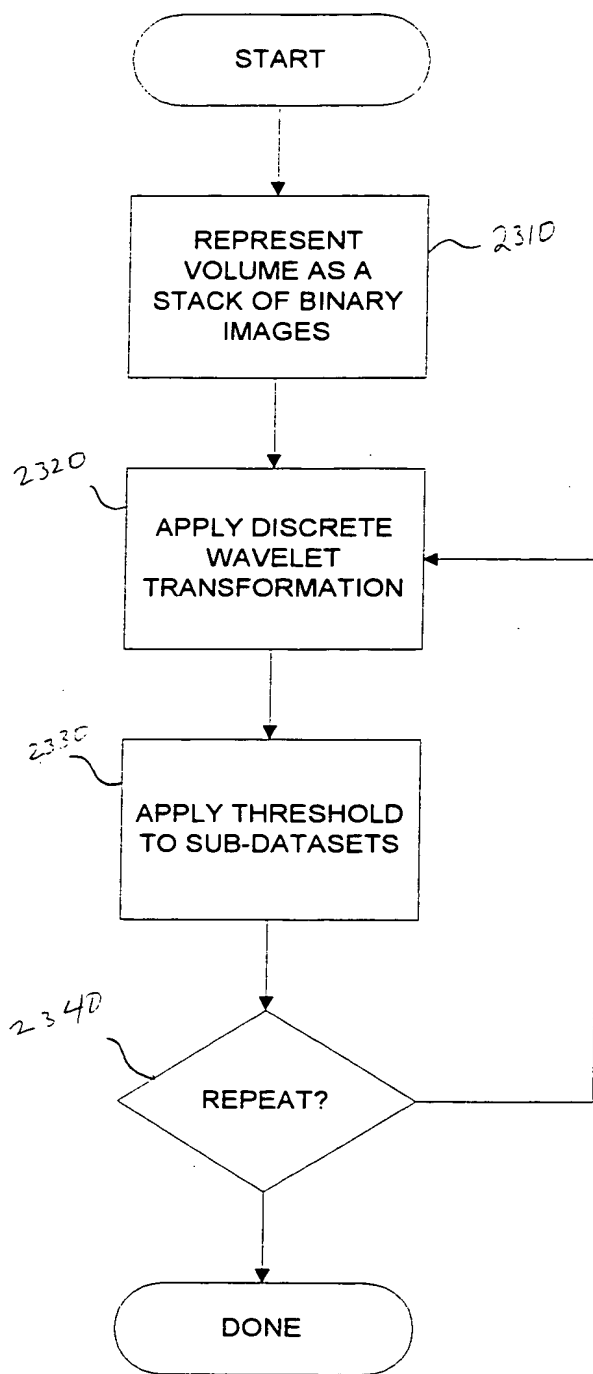 START
REPRESENT
VOLUME AS A
STACK OF BINARY
IMAGES
2310
2320
APPLY DISCRETE
WAVELET
TRANSFORMATION
2330
APPLY THRESHOLD
TO SUB-DATASETS
2340
REPEAT?
DONE